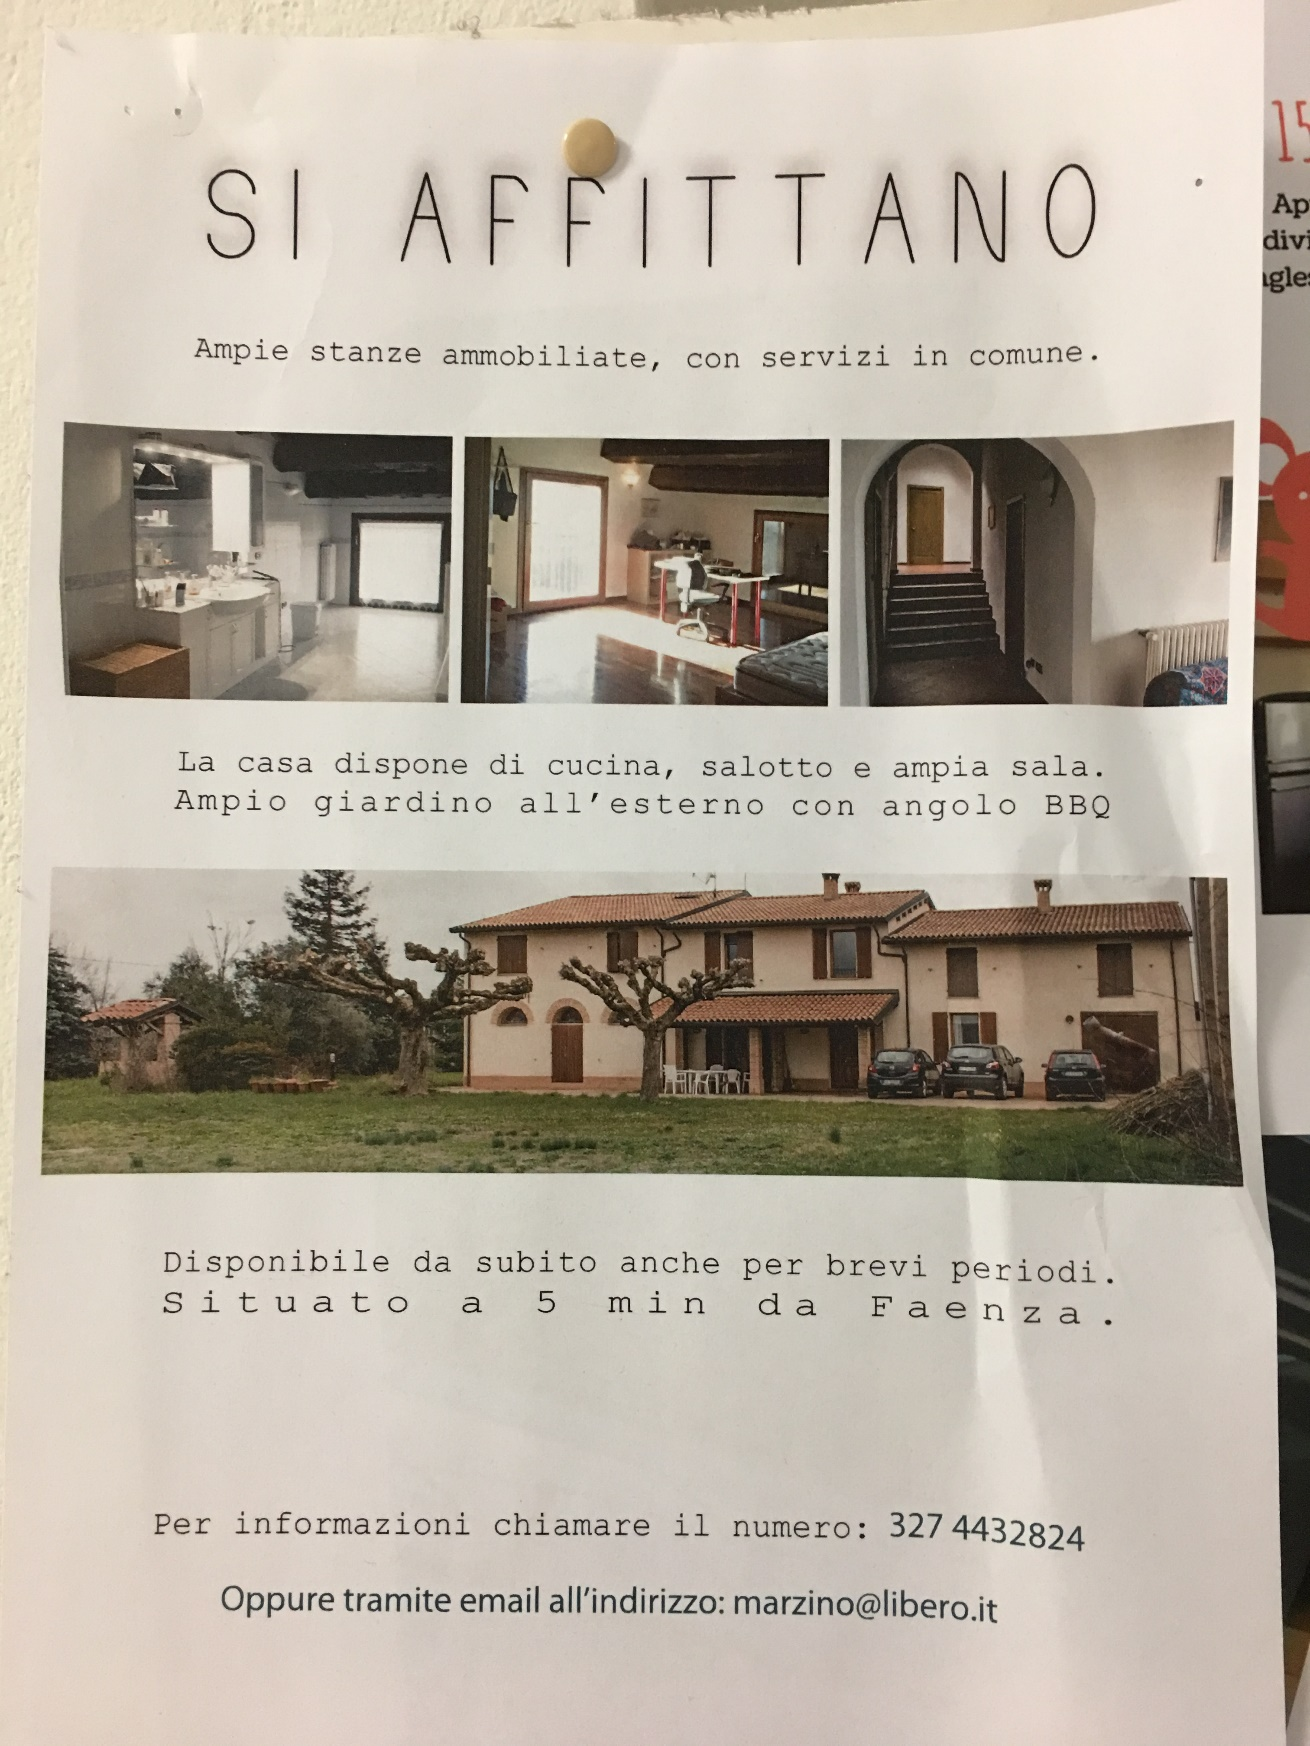 SI AFFITTANO
Ampie stanze ammobiliate, con servizi in comune.
La casa dispone di cucina, salotto e ampia sala.
Ampio giardino all'esterno con angolo BBQ
Disponibile da subito anche per brevi periodi.
Situato a 5 min da Faenza.
Per informazioni chiamare il numero: 327 4432824
Oppure tramite email all'indirizzo: marzino@libero.it